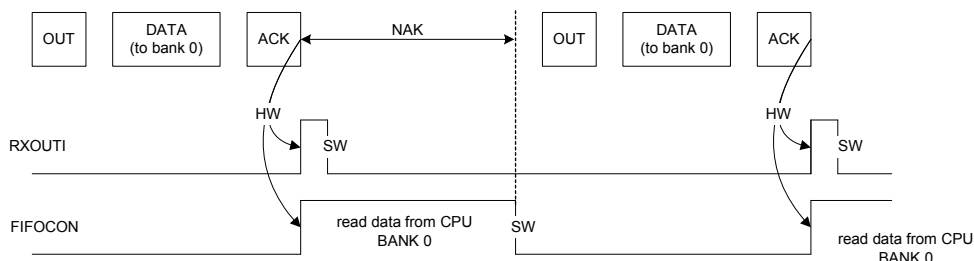 OUT
DATA
(to bank 0)
ACK
NAK
OUT
DATA
(to bank 0)
ACK
HW
HW
RXOUTI
SW
SW
FIFOCON
read data from CPU
BANK 0
SW
read data from CPU
BANK 0